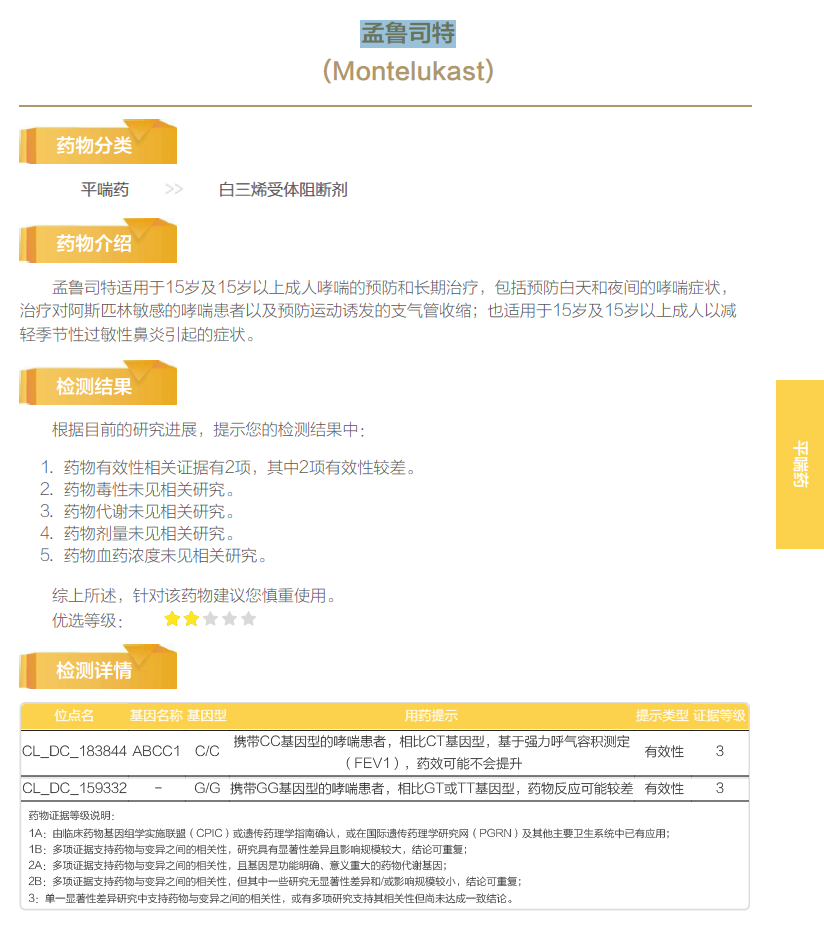 孟鲁司特
（Montelukast）
药物分类
平喘药 >> 白三烯受体阻断剂
药物介绍
孟鲁司特适用于15岁及15岁以上成人哮喘的预防和长期治疗，包括预防白天和夜间的哮喘症状，
治疗对阿斯匹林敏感的哮喘患者以及预防运动诱发的支气管收缩；也适用于15岁及15岁以上成人以减
轻季节性过敏性鼻炎引起的症状。
检测结果
根据目前的研究进展，提示您的检测结果中：
1. 药物有效性相关证据有2项，其中2项有效性较差。
2. 药物毒性未见相关研究。
3. 药物代谢未见相关研究。
4. 药物剂量未见相关研究。
5. 药物血药浓度未见相关研究。
综上所述，针对该药物建议您慎重使用。
优选等级：
平喘药
检测详情
位点名 基因名称 基因型 用药提示 提示类型 证据等级
CL_DC_183844 ABCC1 C/C 携带CC基因型的哮喘患者，相比CT基因型，基于强力呼气容积测定
（FEV1），药效可能不会提升 有效性 3
CL_DC_159332 - G/G 携带GG基因型的哮喘患者，相比GT或TT基因型，药物反应可能较差 有效性 3
药物证据等级说明：
1A：由临床药物基因组学实施联盟（CPIC）或遗传药理学指南确认，或在国际遗传药理学研究网（PGRN）及其他主要卫生系统中已有应用；
1B：多项证据支持药物与变异之间的相关性，研究具有显著性差异且影响规模较大，结论可重复；
2A：多项证据支持药物与变异之间的相关性，且基因是功能明确、意义重大的药物代谢基因；
2B：多项证据支持药物与变异之间的相关性，但其中一些研究无显著性差异和/或影响规模较小，结论可重复；
3：单一显著性差异研究中支持药物与变异之间的相关性，或有多项研究支持其相关性但尚未达成一致结论。